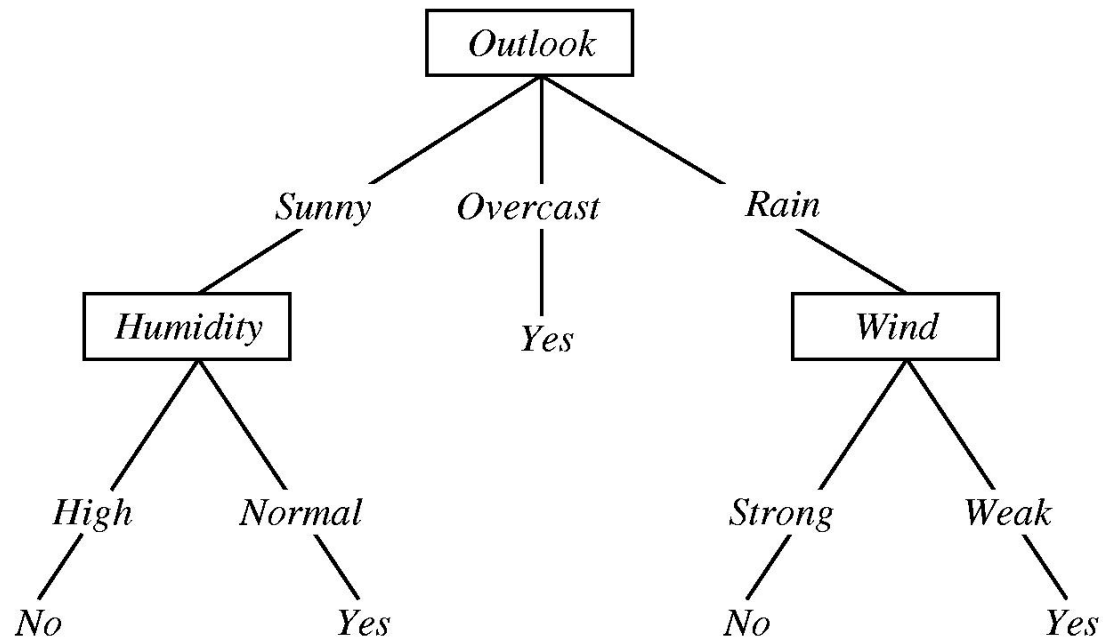 Outlook
Sunny Overcast Rain
Humidity Yes Wind
High Normal Strong Weak
No Yes No Yes